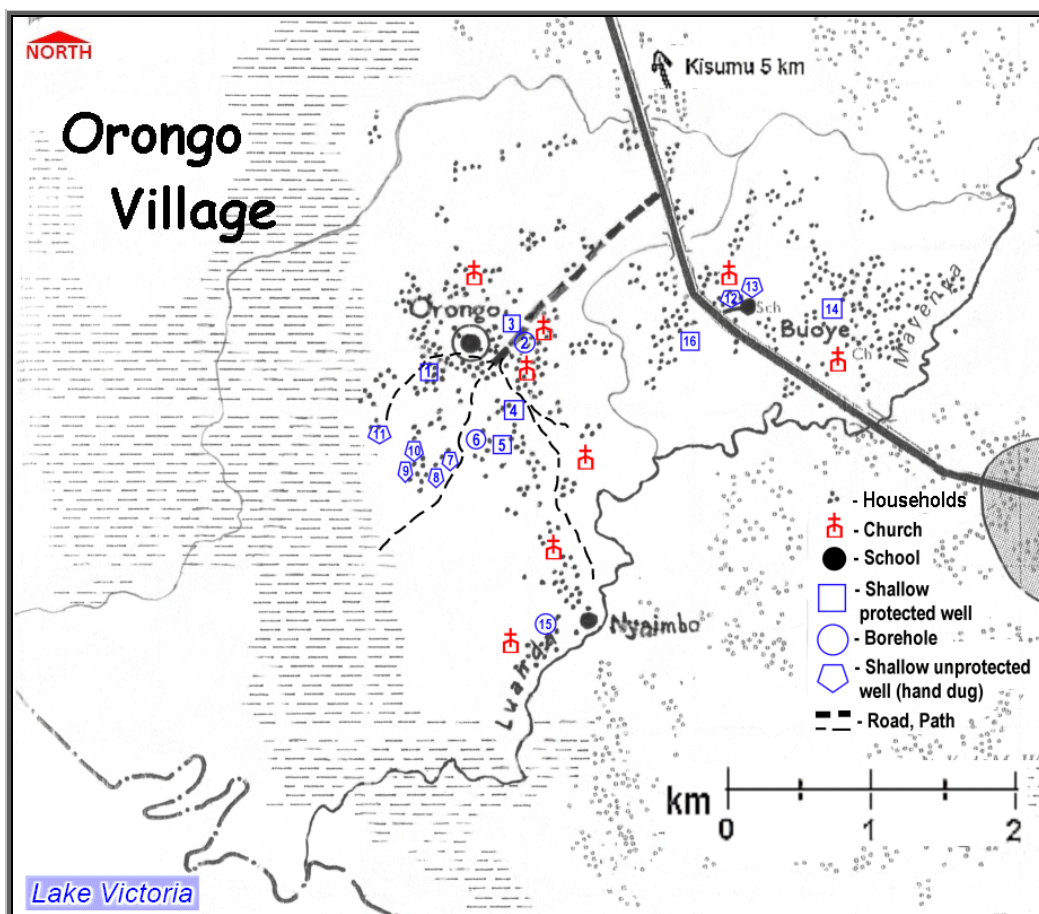 NORTH
Kisumu 5 km
Orongo
Village
Orongo
3
2
1
4
6
5
11
10
9
7
8
13
12
Sch
14
16
Buoye
Ch
Mayenga
15
Nyaimbo
Luanda
- Households
- Church
- School
- Shallow
protected well
- Borehole
- Shallow unprotected
well (hand dug)
- Road, Path
km
0 1 2
Lake Victoria